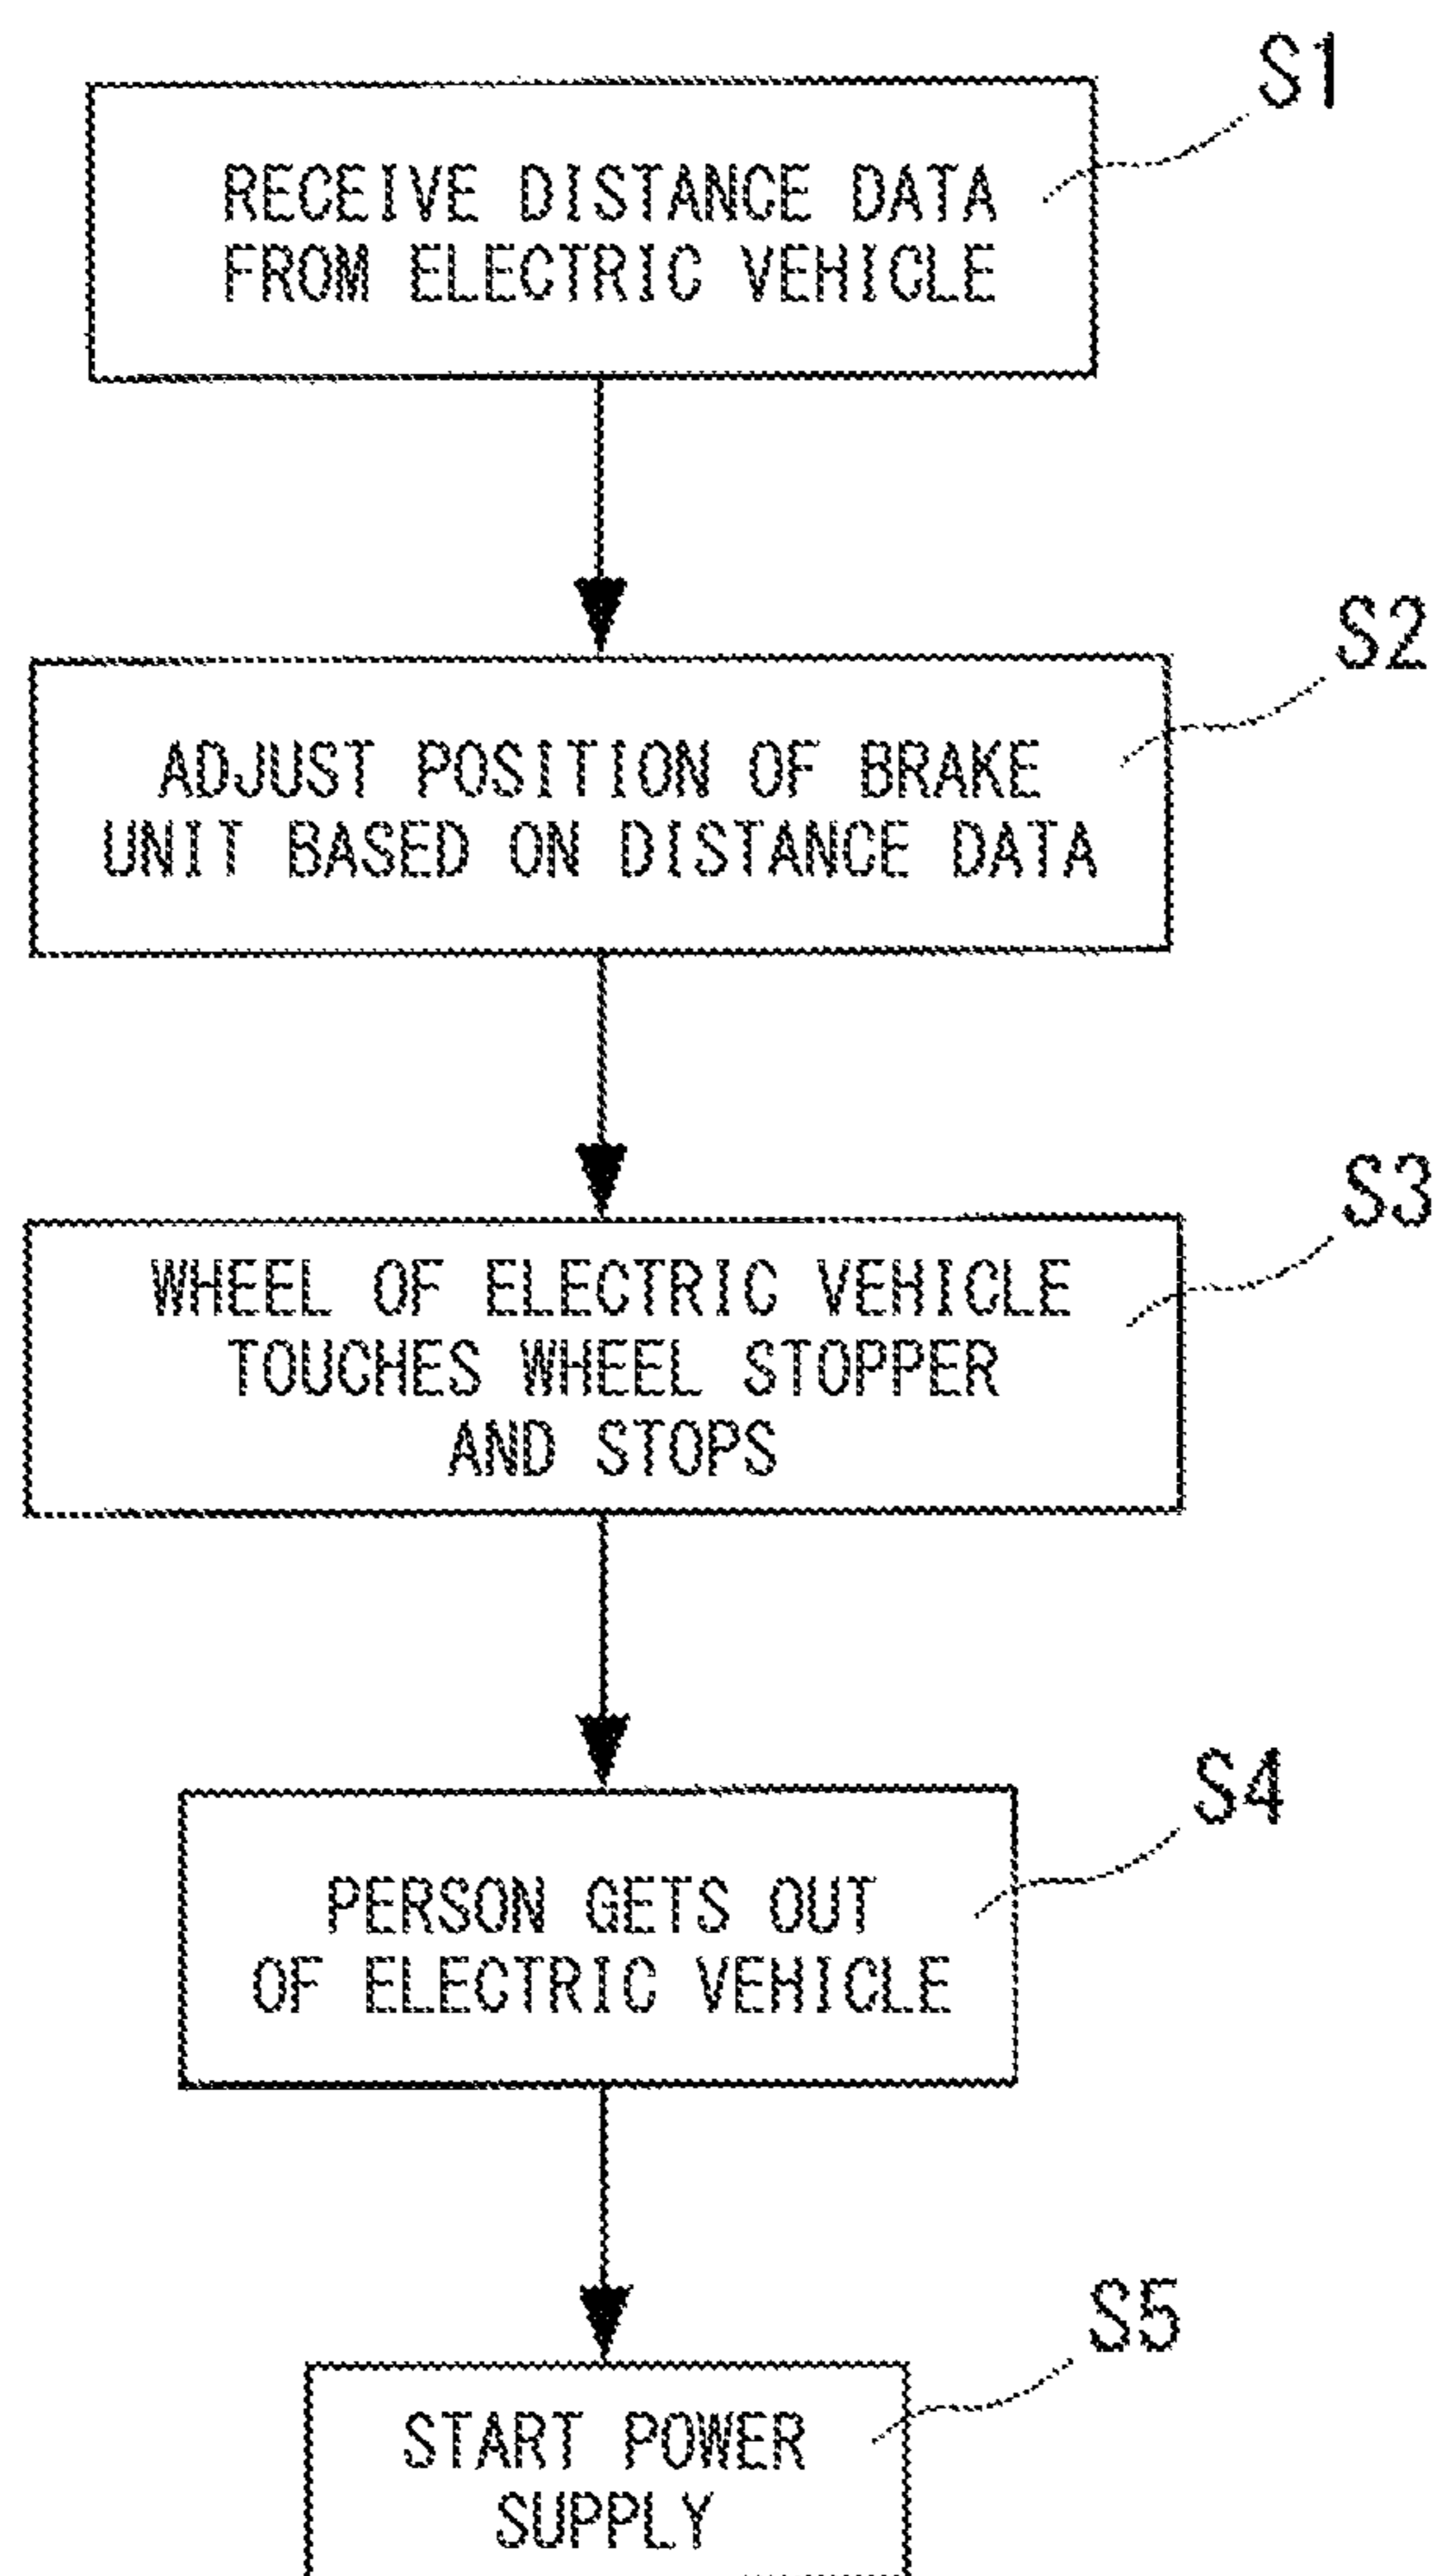 S1
RECEIVE DISTANCE DATA
FROM ELECTRIC VEHICLE
S2
ADJUST POSITION OF BRAKE
UNIT BASED ON DISTANCE DATA
S3
WHEEL OF ELECTRIC VEHICLE
TOUCHES WHEEL STOPPER
AND STOPS
S4
PERSON GETS OUT
OF ELECTRIC VEHICLE
S5
START POWER
SUPPLY